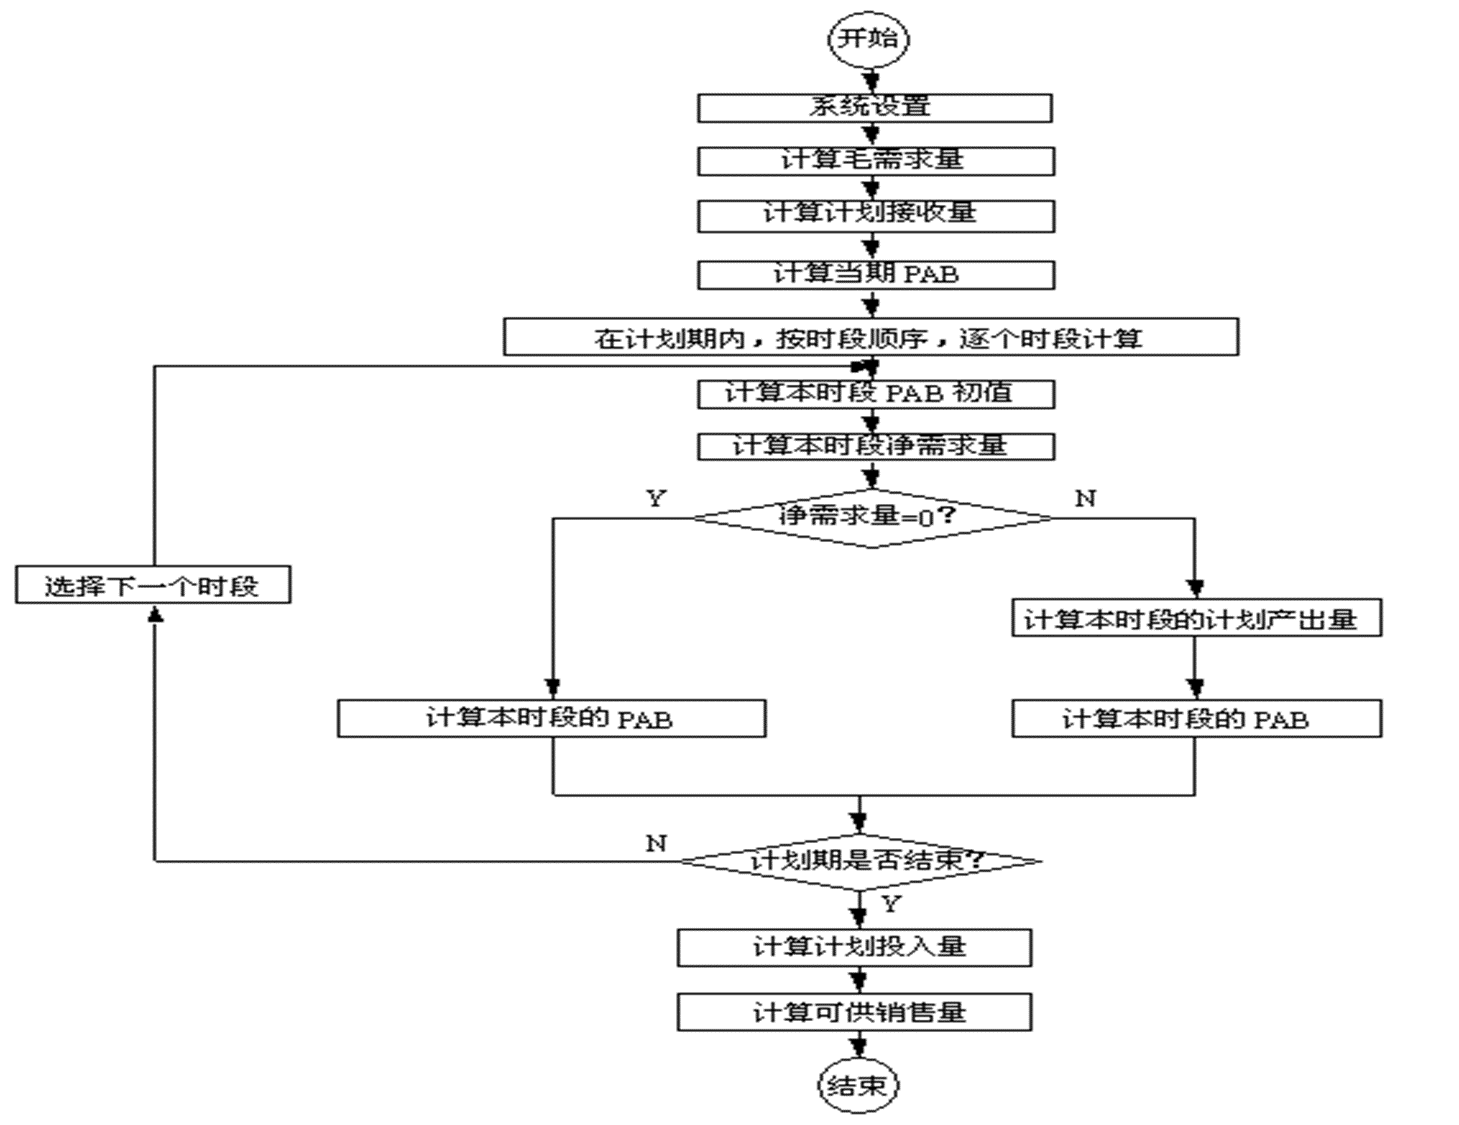 开始
系统设置
计算毛需求量
计算计划接收量
计算当期 PAB
在计划期内，按时段顺序，逐个时段计算
计算本时段 PAB 初值
计算本时段净需求量
Y
净需求量=0？
N
选择下一个时段
计算本时段的计划产出量
计算本时段的 PAB
计算本时段的 PAB
N
计划期是否结束？
Y
计算计划投入量
计算可供销售量
结束